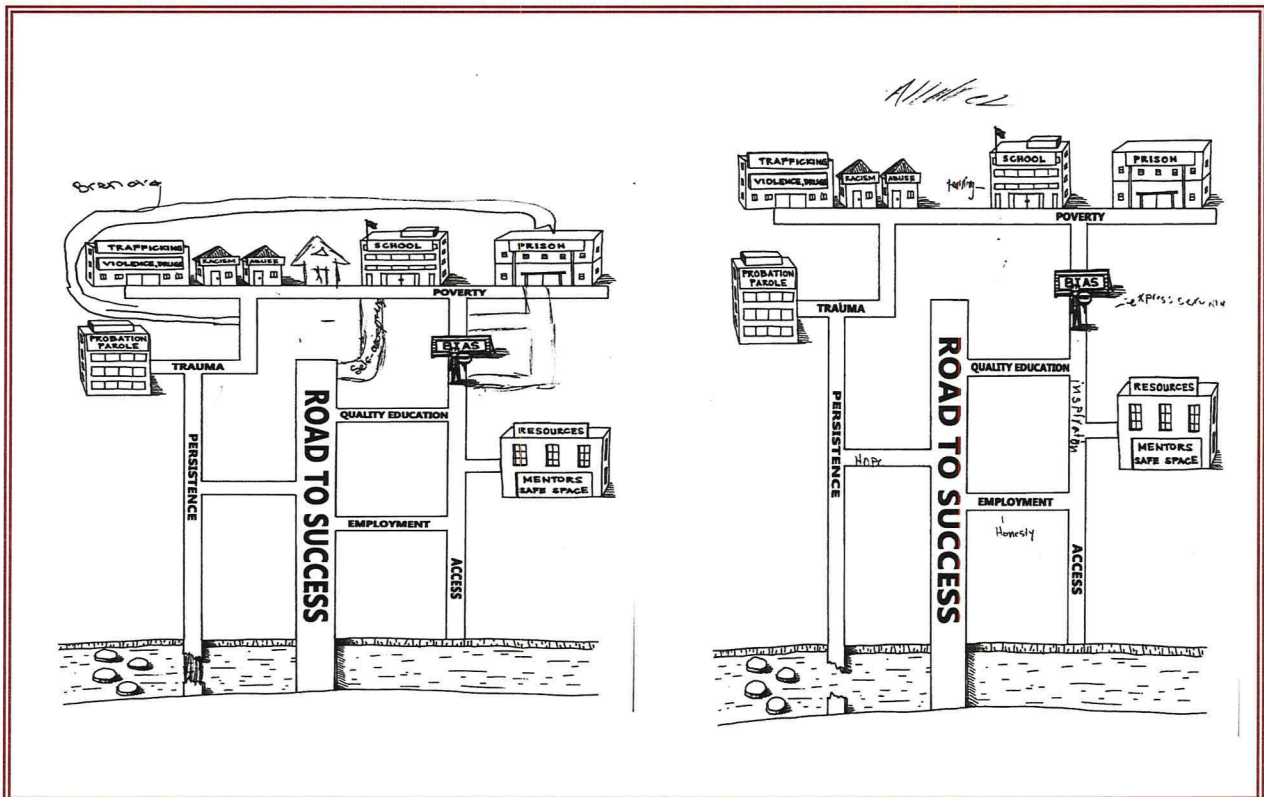 TRAFFICKING
VIOLENCE, DRUGS
RACISM
ABUSE
SCHOOL
PRISON
POVERTY
PROBATION
PAROLE
TRAUMA
BIAS
ROAD TO SUCCESS
QUALITY EDUCATION
PERSISTENCE
RESOURCES
MENTORS
SAFE SPACE
EMPLOYMENT
ACCESS
TRAFFICKING
VIOLENCE, DRUGS
RACISM
ABUSE
SCHOOL
PRISON
POVERTY
PROBATION
PAROLE
TRAUMA
BIAS
ROAD TO SUCCESS
QUALITY EDUCATION
inspiration
PERSISTENCE
Hope
RESOURCES
MENTORS
SAFE SPACE
EMPLOYMENT
Honesty
ACCESS